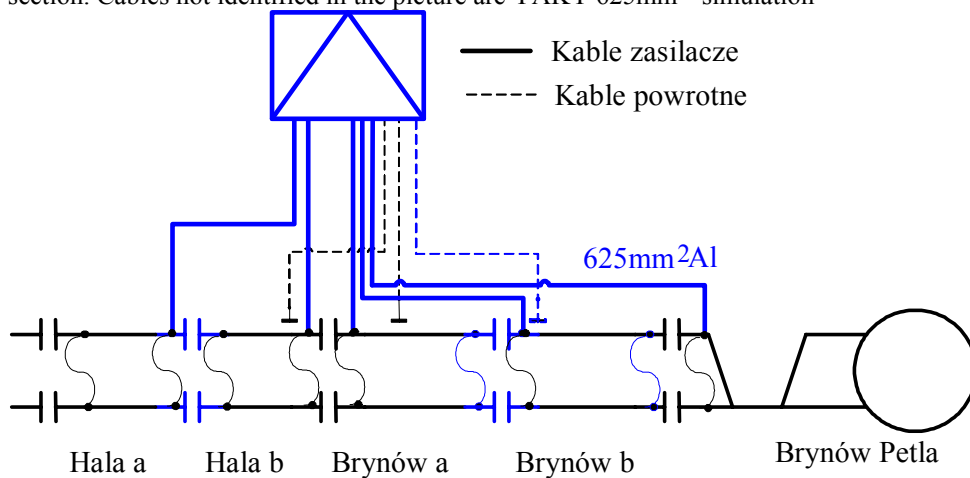 section. Cables not identified in the picture are YAKY 625mm² simulation
Kable zasilacze
Kable powrotne
625mm²Al
Hala a
Hala b
Brynów a
Brynów b
Brynów Petla